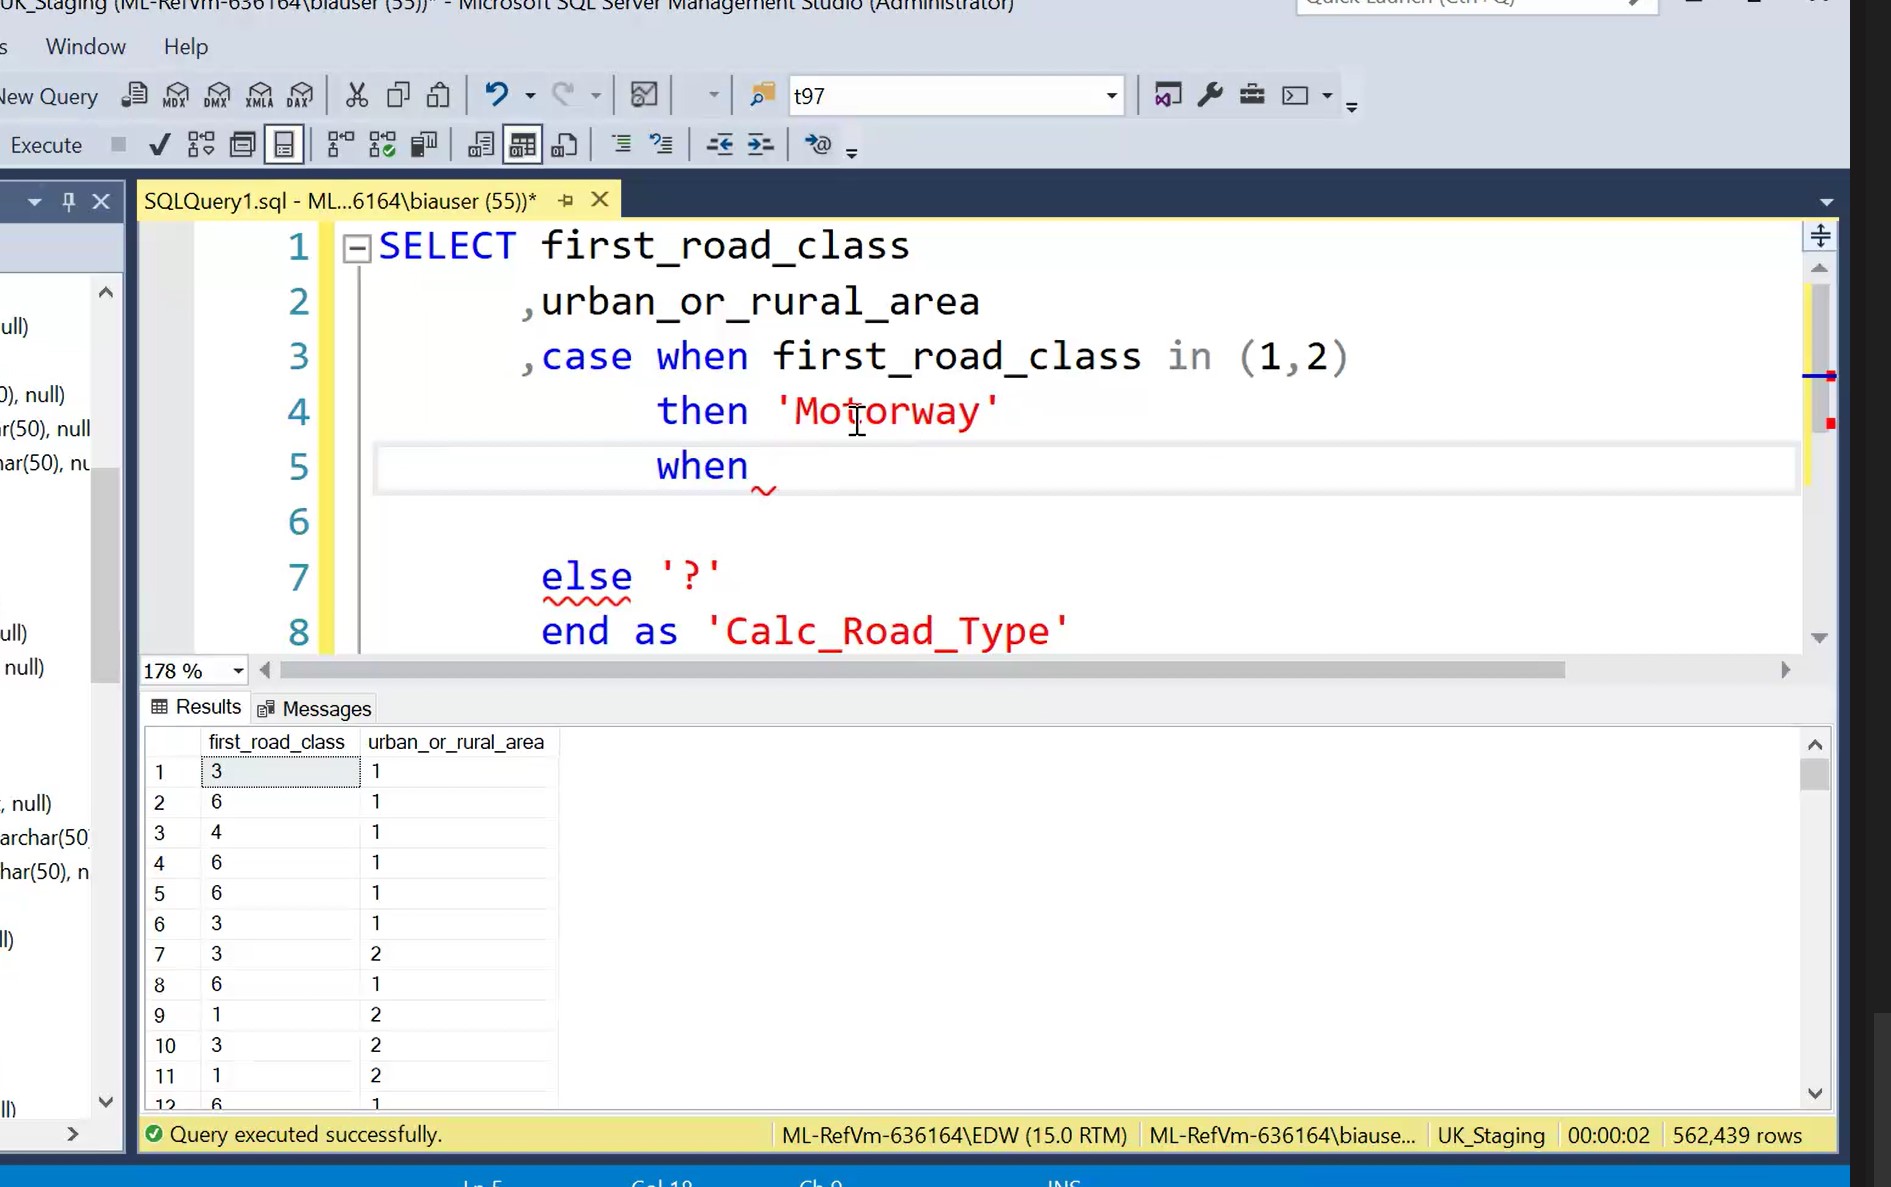 UK_Staging (ML-RefVm-636164\biauser (55))* - Microsoft SQL Server Management Studio (Administrator)
Quick Launch (Ctrl+Q)
Window Help
New Query MDX DMX XMLA DAX t97
Execute
SQLQuery1.sql - ML...6164\biauser (55))*
1 SELECT first_road_class
2 ,urban_or_rural_area
3 ,case when first_road_class in (1,2)
4 then 'Motorway'
5 when
6
7 else '?'
8 end as 'Calc_Road_Type'
ull)
0), null)
r(50), null
ar(50), nu
ull)
null)
, null)
archar(50)
har(50), n
l)
ll)
178 %
Results Messages
first_road_class urban_or_rural_area
1 3 1
2 6 1
3 4 1
4 6 1
5 6 1
6 3 1
7 3 2
8 6 1
9 1 2
10 3 2
11 1 2
12 6 1
Query executed successfully. ML-RefVm-636164\EDW (15.0 RTM) ML-RefVm-636164\biause... UK_Staging 00:00:02 562,439 rows
Ln 5 Col 18 Ch 9 INS